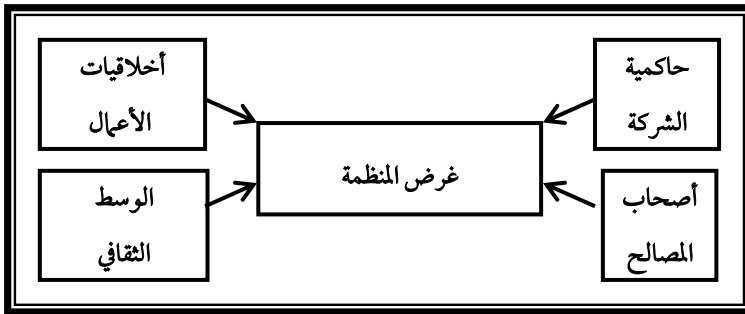 حاكمية
الشركة
أخلاقيات
الأعمال
غرض المنظمة
أصحاب
المصالح
الوسط
الثقافي